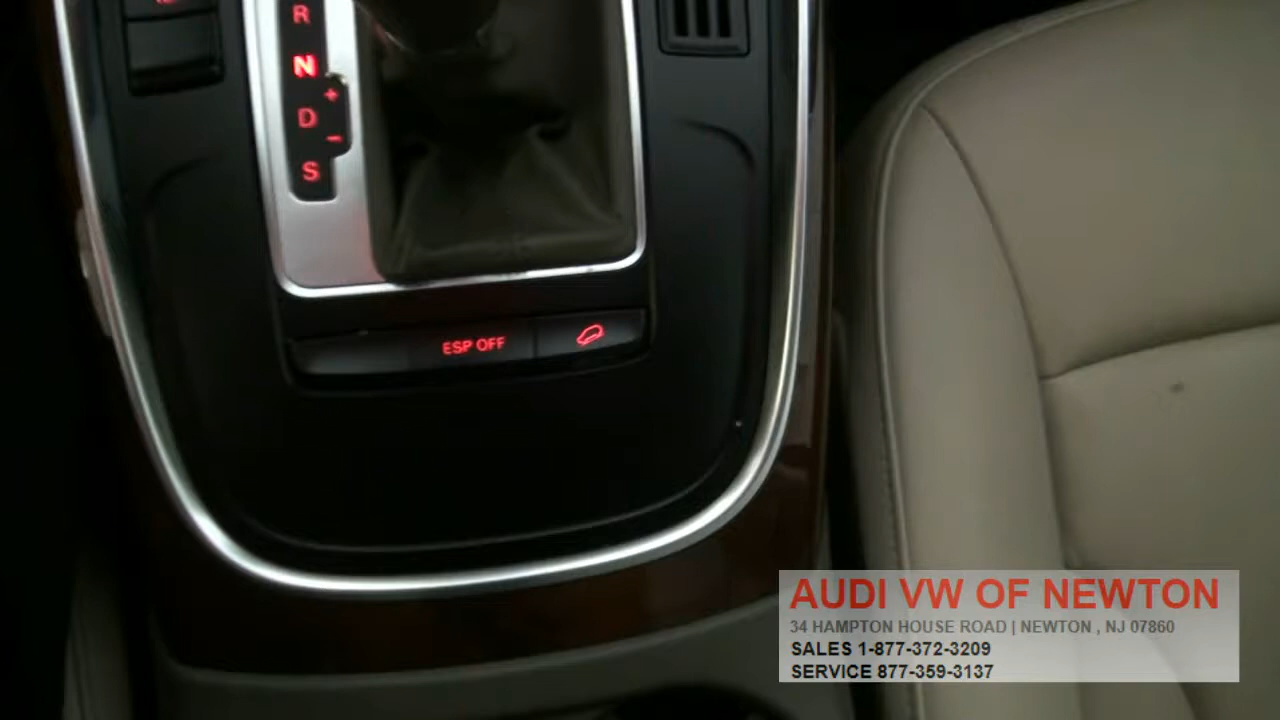 R
N
+
D
-
S
ESP OFF
AUDI VW OF NEWTON
34 HAMPTON HOUSE ROAD | NEWTON , NJ 07860
SALES 1-877-372-3209
SERVICE 877-359-3137